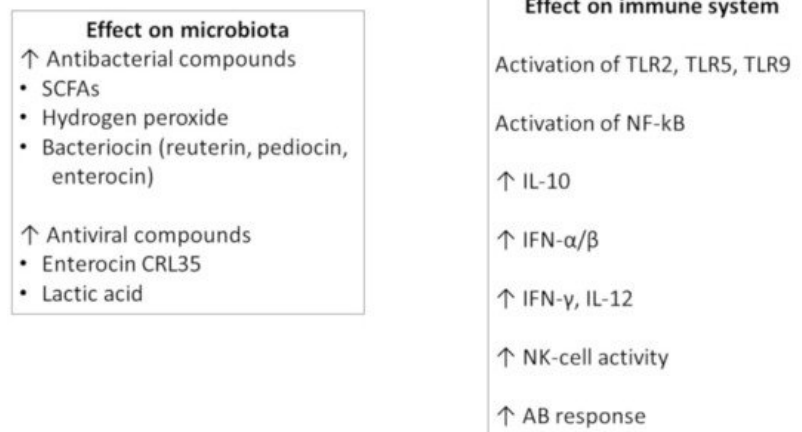 Effect on microbiota
↑ Antibacterial compounds
• SCFAs
• Hydrogen peroxide
• Bacteriocin (reuterin, pediocin,
enterocin)
↑ Antiviral compounds
• Enterocin CRL35
• Lactic acid
Effect on immune system
Activation of TLR2, TLR5, TLR9
Activation of NF-kB
↑ IL-10
↑ IFN-α/β
↑ IFN-γ, IL-12
↑ NK-cell activity
↑ AB response